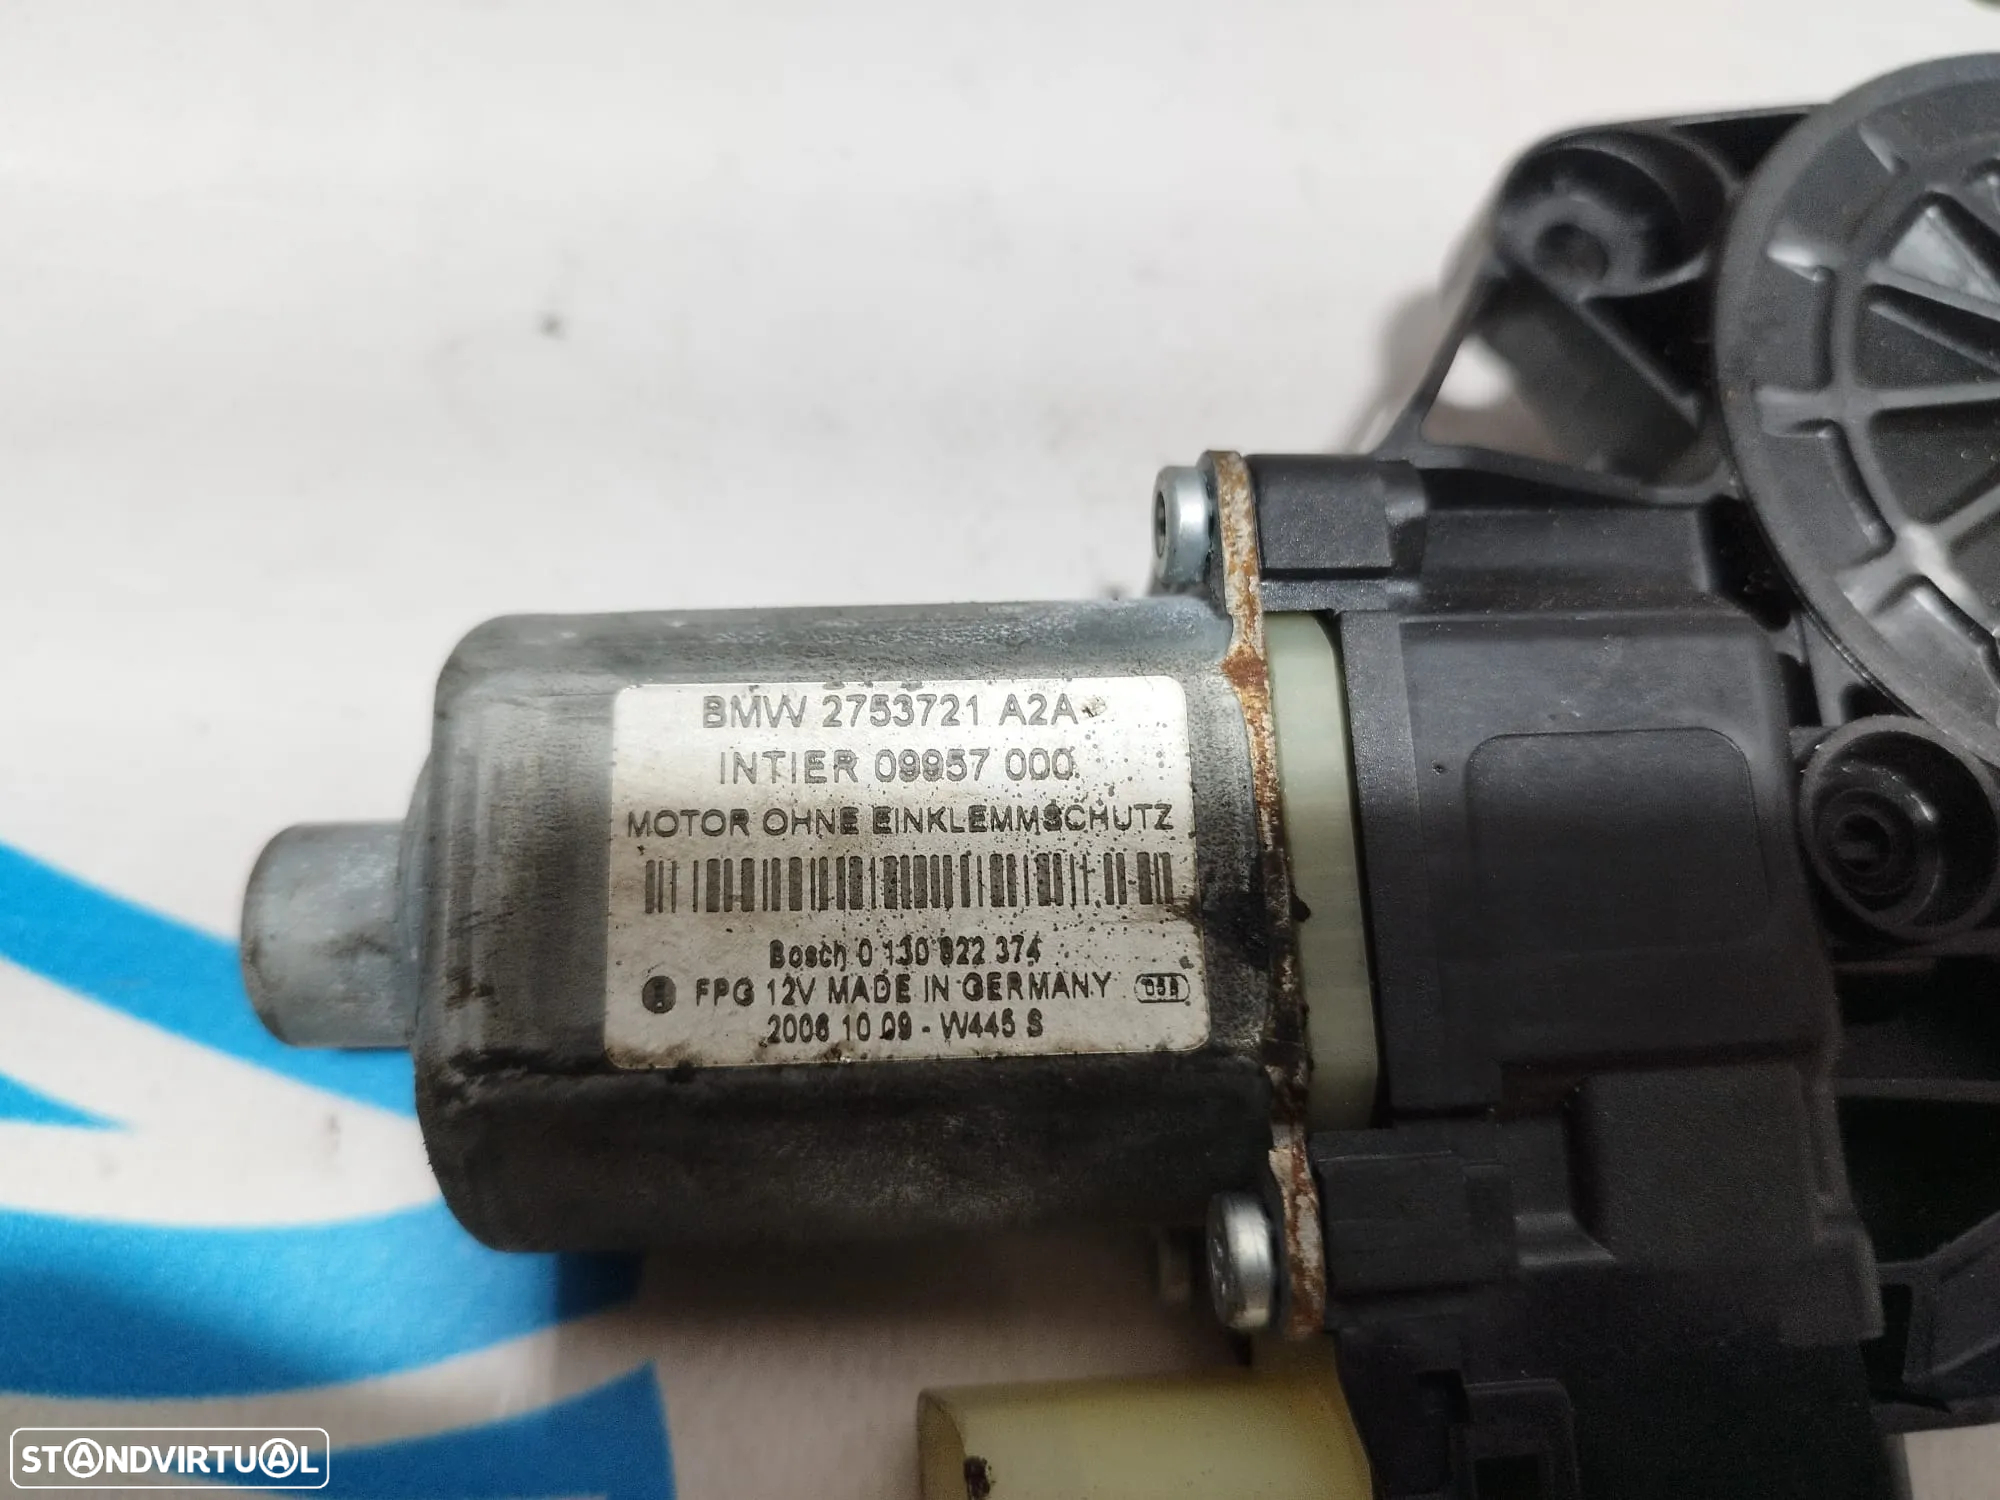 BMW 2753721 A2A
INTIER 09957 000
MOTOR OHNE EINKLEMMSCHUTZ
Bosch 0 130 822 374
FPG 12V MADE IN GERMANY
2006 10 09 - W445 S
STANDVIRTUAL